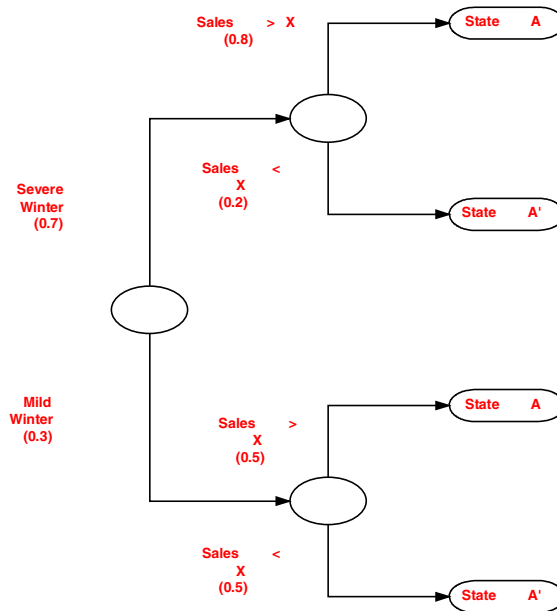 Sales > X
(0.8)
State A
Sales <
X
(0.2)
Severe
Winter
(0.7)
State A'
Mild
Winter
(0.3)
Sales >
X
(0.5)
State A
Sales <
X
(0.5)
State A'